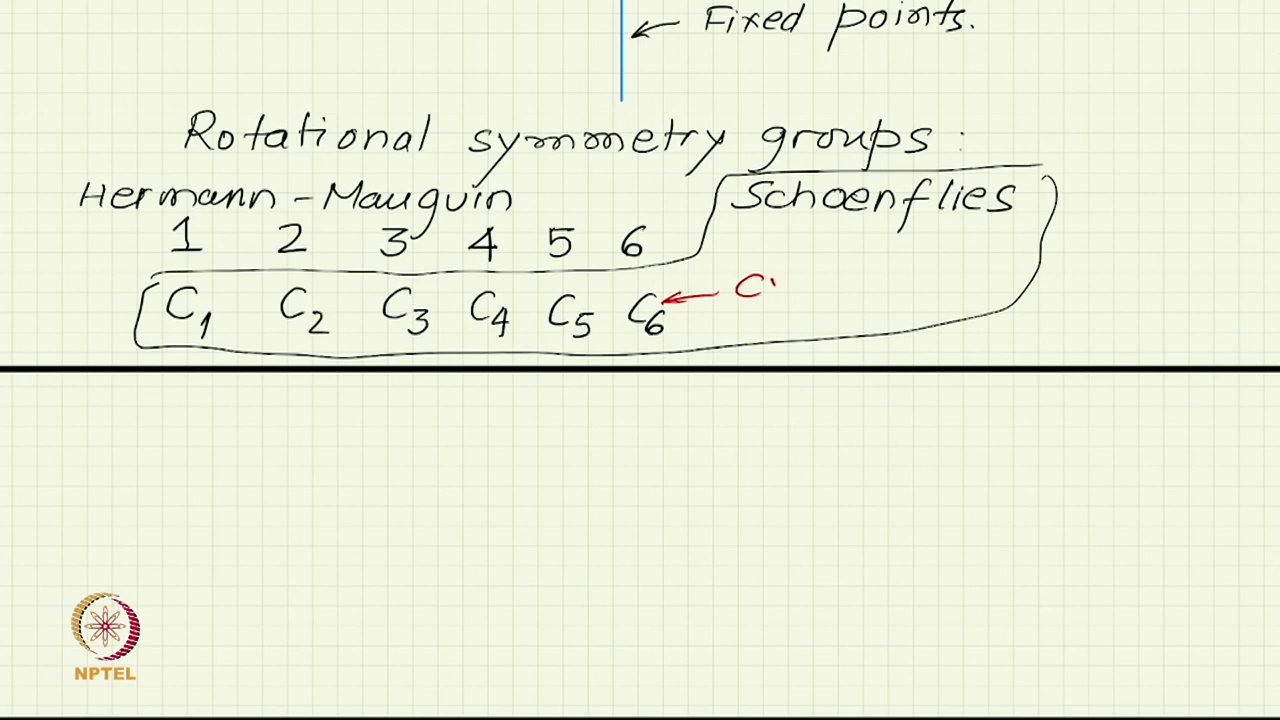 ← Fixed points.
Rotational symmetry groups :
Hermann-Mauguin Schoenflies
1 2 3 4 5 6
C₁ C₂ C₃ C₄ C₅ C₆ ← C
NPTEL